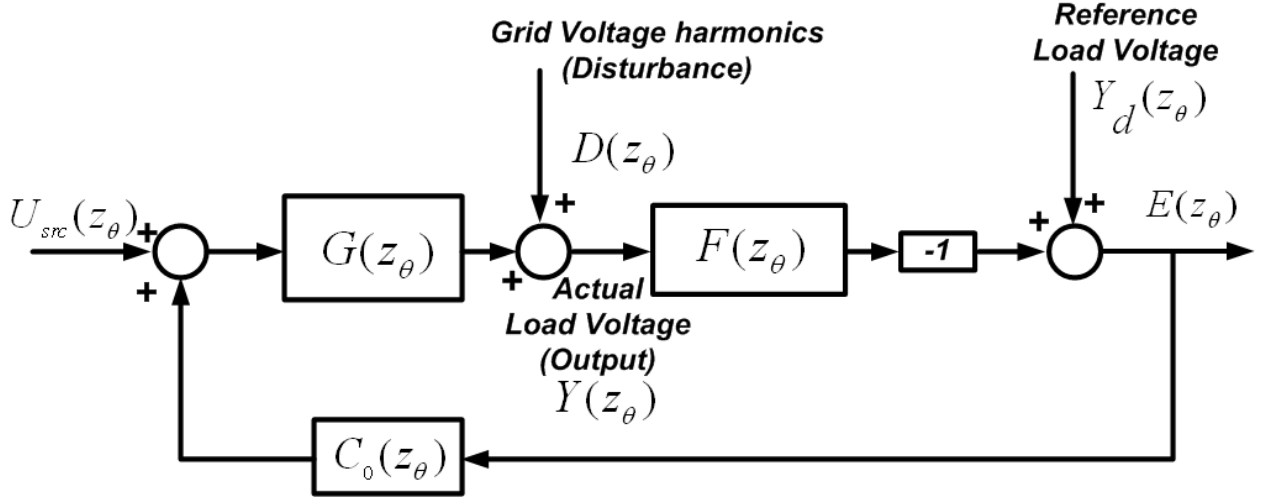 Grid Voltage harmonics
(Disturbance)
Reference
Load Voltage
Y_d(z_θ)
D(z_θ)
U_src(z_θ)
+
+
G(z_θ)
+
+
F(z_θ)
-1
+
+
E(z_θ)
Actual
Load Voltage
(Output)
Y(z_θ)
C_0(z_θ)